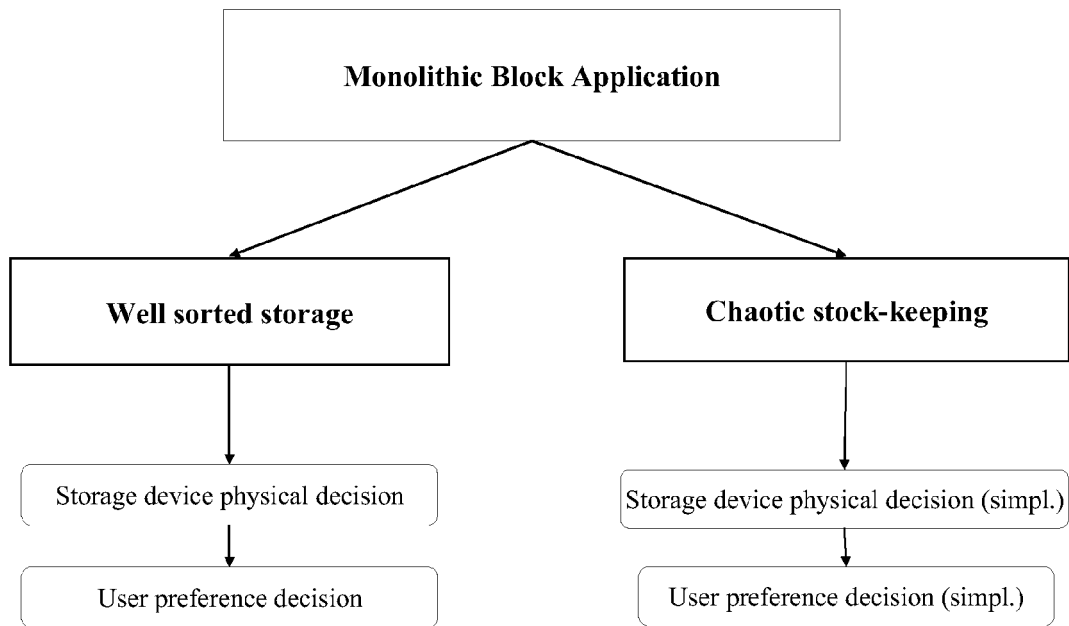 Monolithic Block Application
Well sorted storage
Chaotic stock-keeping
Storage device physical decision
Storage device physical decision (simpl.)
User preference decision
User preference decision (simpl.)